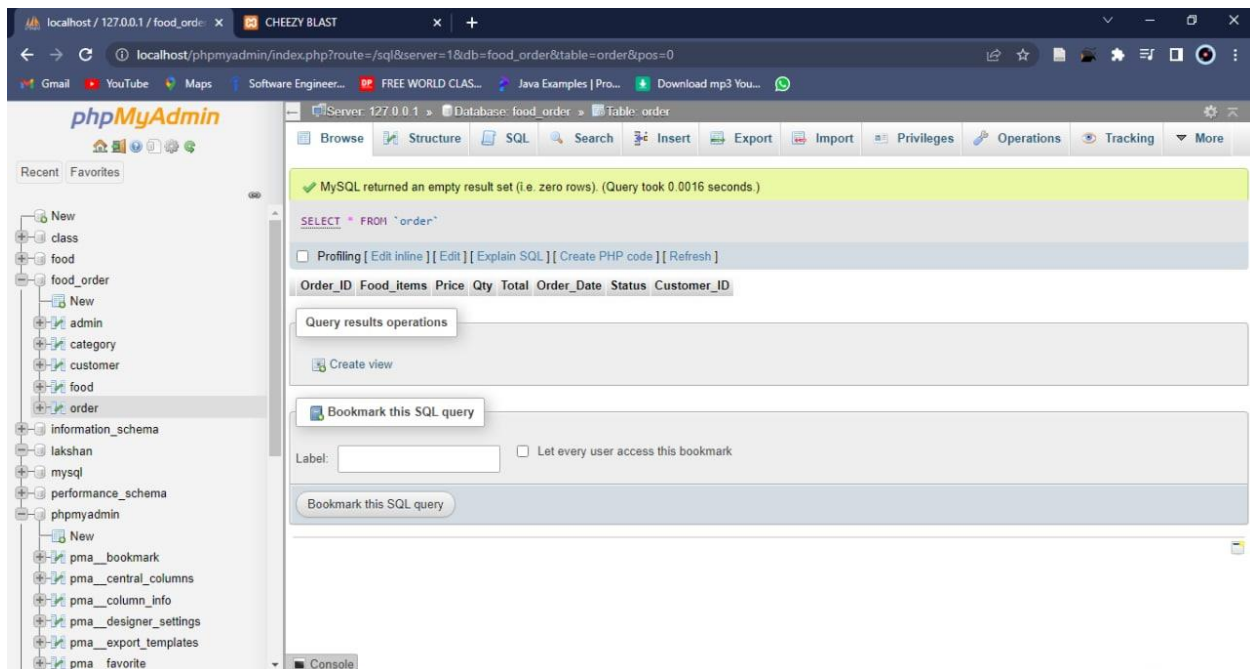 localhost / 127.0.0.1 / food_orde
CHEEZY BLAST
localhost/phpmyadmin/index.php?route=/sql&server=1&db=food_order&table=order&pos=0
Gmail YouTube Maps Software Engineer... FREE WORLD CLAS... Java Examples | Pro... Download mp3 You...
phpMyAdmin
Recent Favorites
New
class
food
food_order
New
admin
category
customer
food
order
information_schema
lakshan
mysql
performance_schema
phpmyadmin
New
pma__bookmark
pma__central_columns
pma__column_info
pma__designer_settings
pma__export_templates
pma__favorite
Server: 127.0.0.1 » Database: food_order » Table: order
Browse Structure SQL Search Insert Export Import Privileges Operations Tracking More
MySQL returned an empty result set (i.e. zero rows). (Query took 0.0016 seconds.)
SELECT * FROM `order`
Profiling [ Edit inline ] [ Edit ] [ Explain SQL ] [ Create PHP code ] [ Refresh ]
Order_ID Food_items Price Qty Total Order_Date Status Customer_ID
Query results operations
Create view
Bookmark this SQL query
Label: Let every user access this bookmark
Bookmark this SQL query
Console